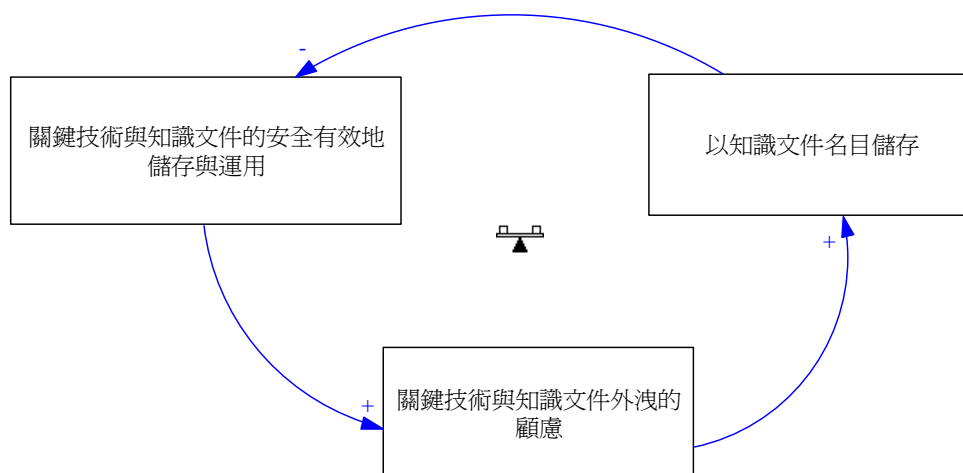 -
關鍵技術與知識文件的安全有效地
儲存與運用
以知識文件名目儲存
+
+
關鍵技術與知識文件外洩的
顧慮